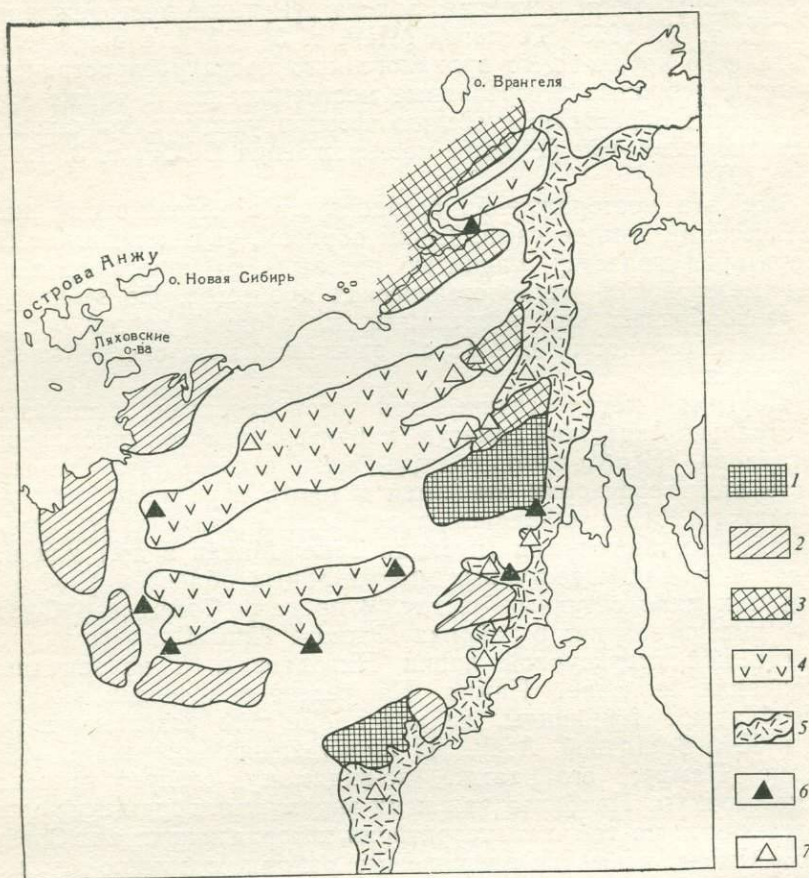 о. Врангеля
острова Анжу
о. Новая Сибирь
Ляховские
о-ва
1
2
3
4
5
6
7